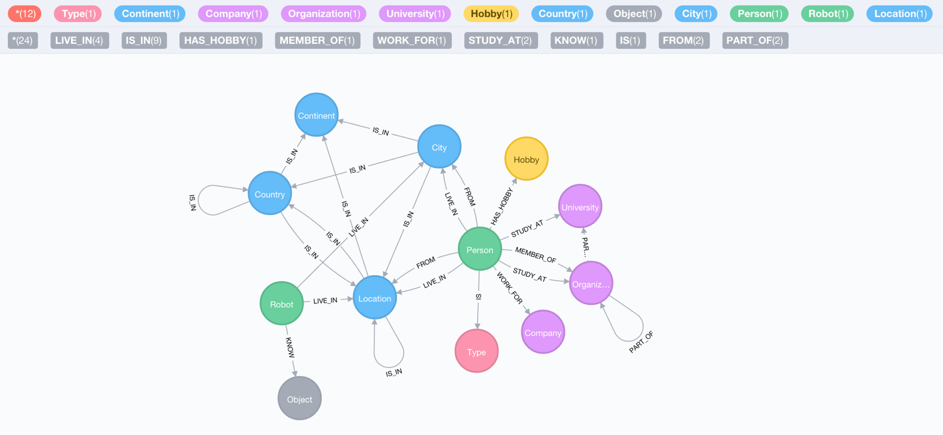 *(12) Type(1) Continent(1) Company(1) Organization(1) University(1) Hobby(1) Country(1) Object(1) City(1) Person(1) Robot(1) Location(1)
*(24) LIVE_IN(4) IS_IN(9) HAS_HOBBY(1) MEMBER_OF(1) WORK_FOR(1) STUDY_AT(2) KNOW(1) IS(1) FROM(2) PART_OF(2)
Continent
IS_IN
City
IS_IN
IS_IN
Hobby
IS_IN
Country
IS_IN
IS_IN
LIVE_IN
IS_IN
LIVE_IN
FROM
HAS_HOBBY
University
STUDY_AT
IS_IN
IS_IN
Person
PAR...
MEMBER_OF
FROM
LIVE_IN
STUDY_AT
WORK_FOR
Organiz...
Robot
LIVE_IN
Location
IS
Company
PART_OF
KNOW
Type
IS_IN
Object